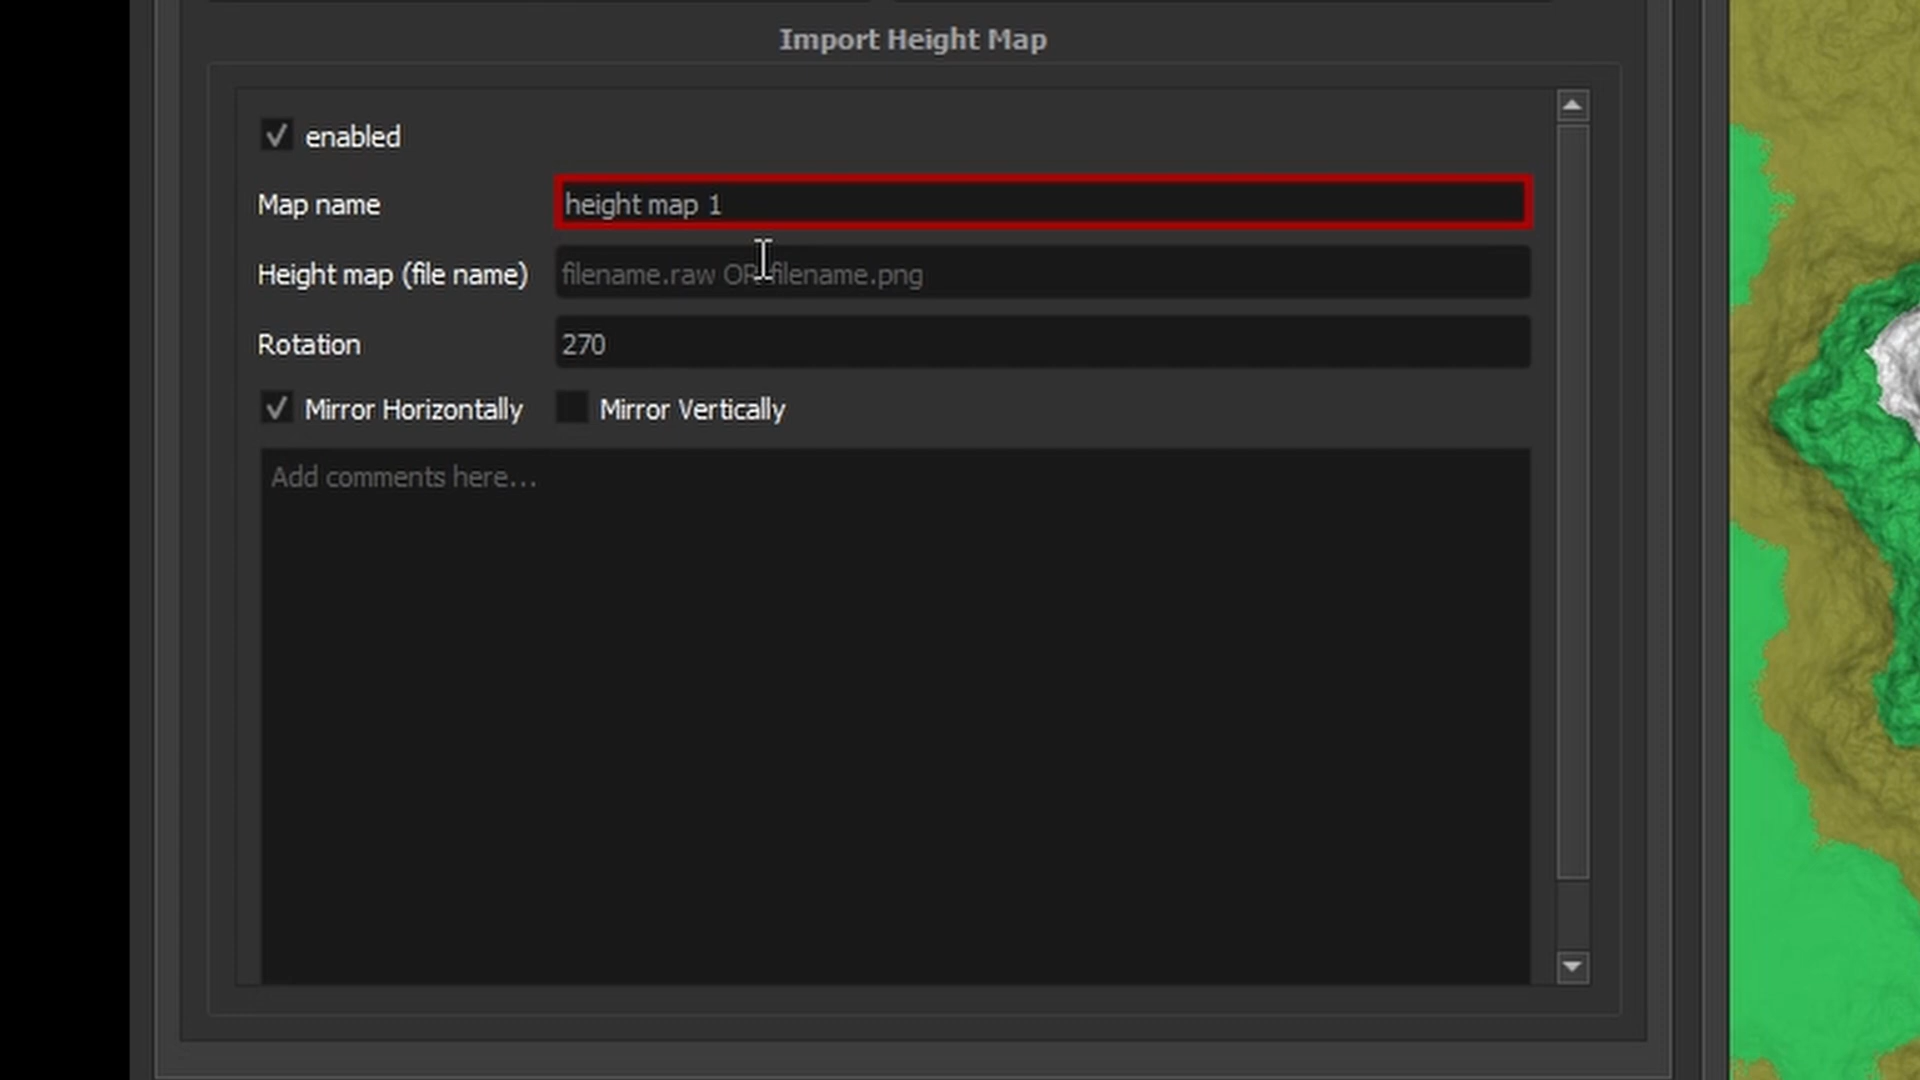 Import Height Map
enabled
Map name height map 1
Height map (file name) filename.raw OR filename.png
Rotation 270
Mirror Horizontally Mirror Vertically
Add comments here...